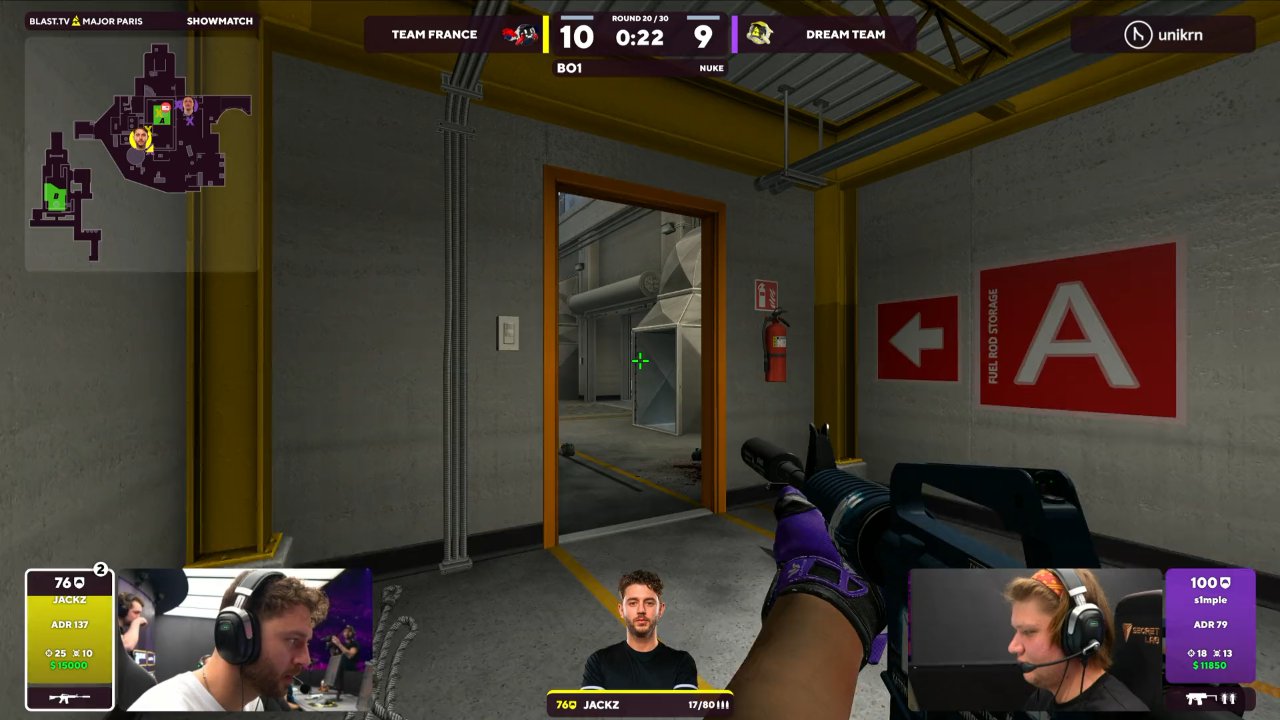 BLAST.TV MAJOR PARIS
SHOWMATCH
TEAM FRANCE
10
ROUND 20 / 30
0:22
9
DREAM TEAM
unikrn
BO1
NUKE
A
B
FUEL ROD STORAGE
A
2
76
JACKZ
ADR 137
25 10
$15000
SECRET
LAB
100
s1mple
ADR 79
18 13
$11850
76 JACKZ 17/80